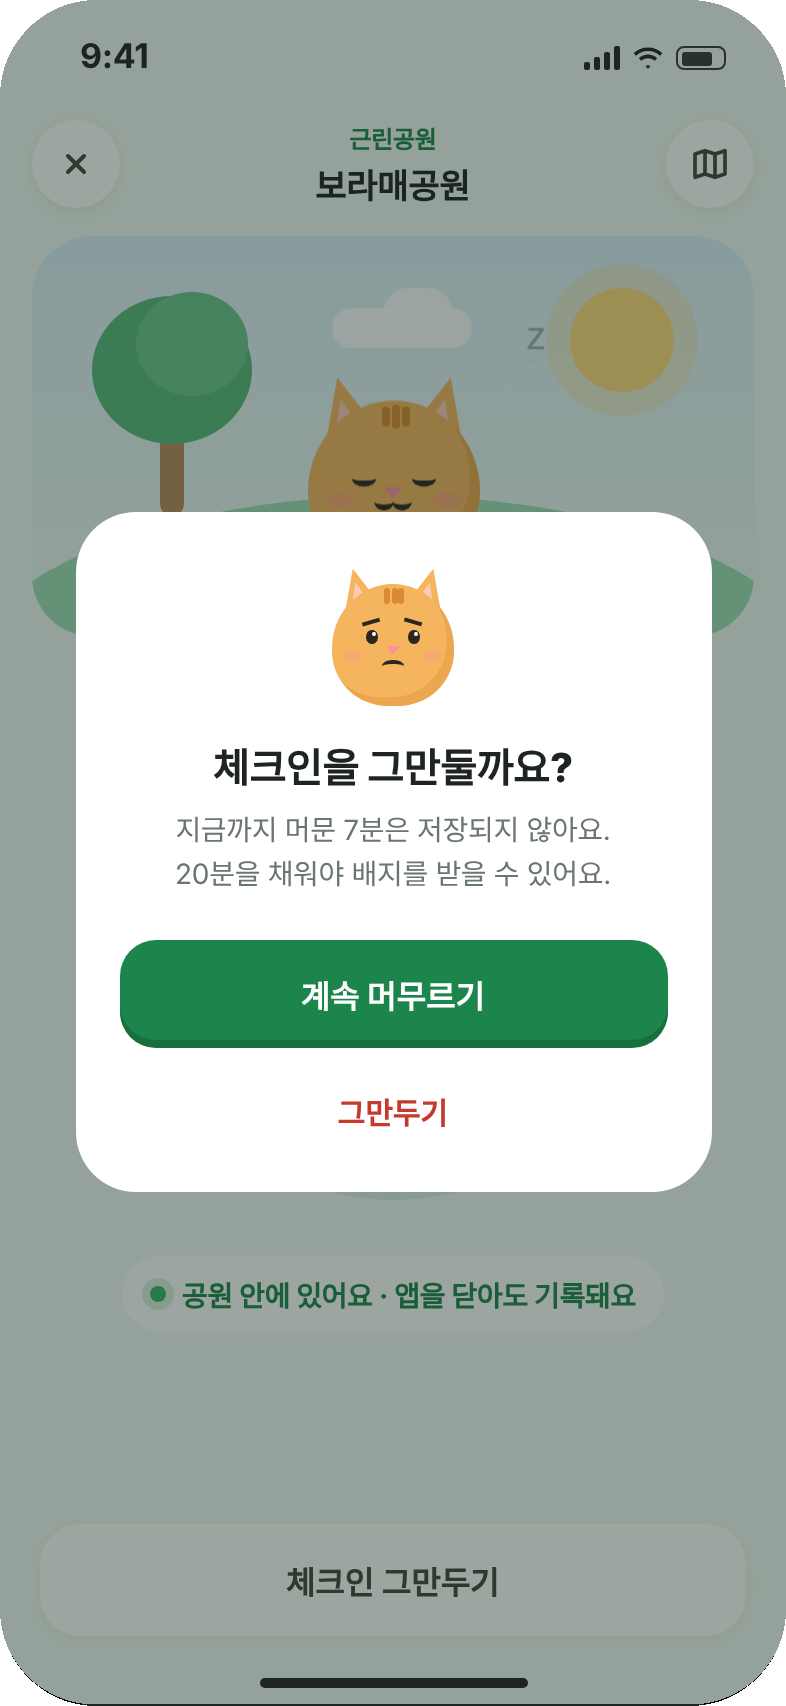 9:41
근린공원
보라매공원
z
체크인을 그만둘까요?
지금까지 머문 7분은 저장되지 않아요.
20분을 채워야 배지를 받을 수 있어요.
계속 머무르기
그만두기
공원 안에 있어요 · 앱을 닫아도 기록돼요
체크인 그만두기